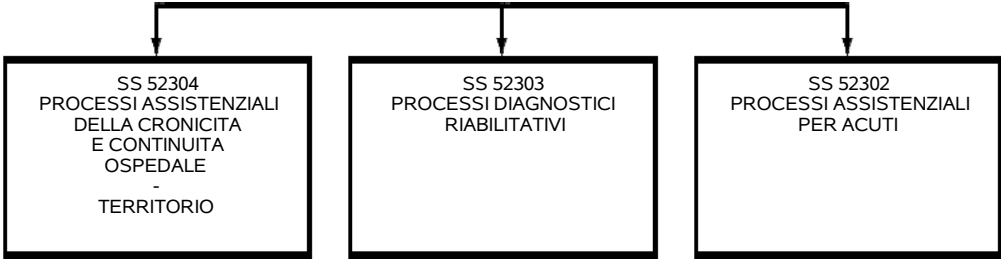 SS 52304
PROCESSI ASSISTENZIALI
DELLA CRONICITA
E CONTINUITA
OSPEDALE
-
TERRITORIO
SS 52303
PROCESSI DIAGNOSTICI
RIABILITATIVI
SS 52302
PROCESSI ASSISTENZIALI
PER ACUTI